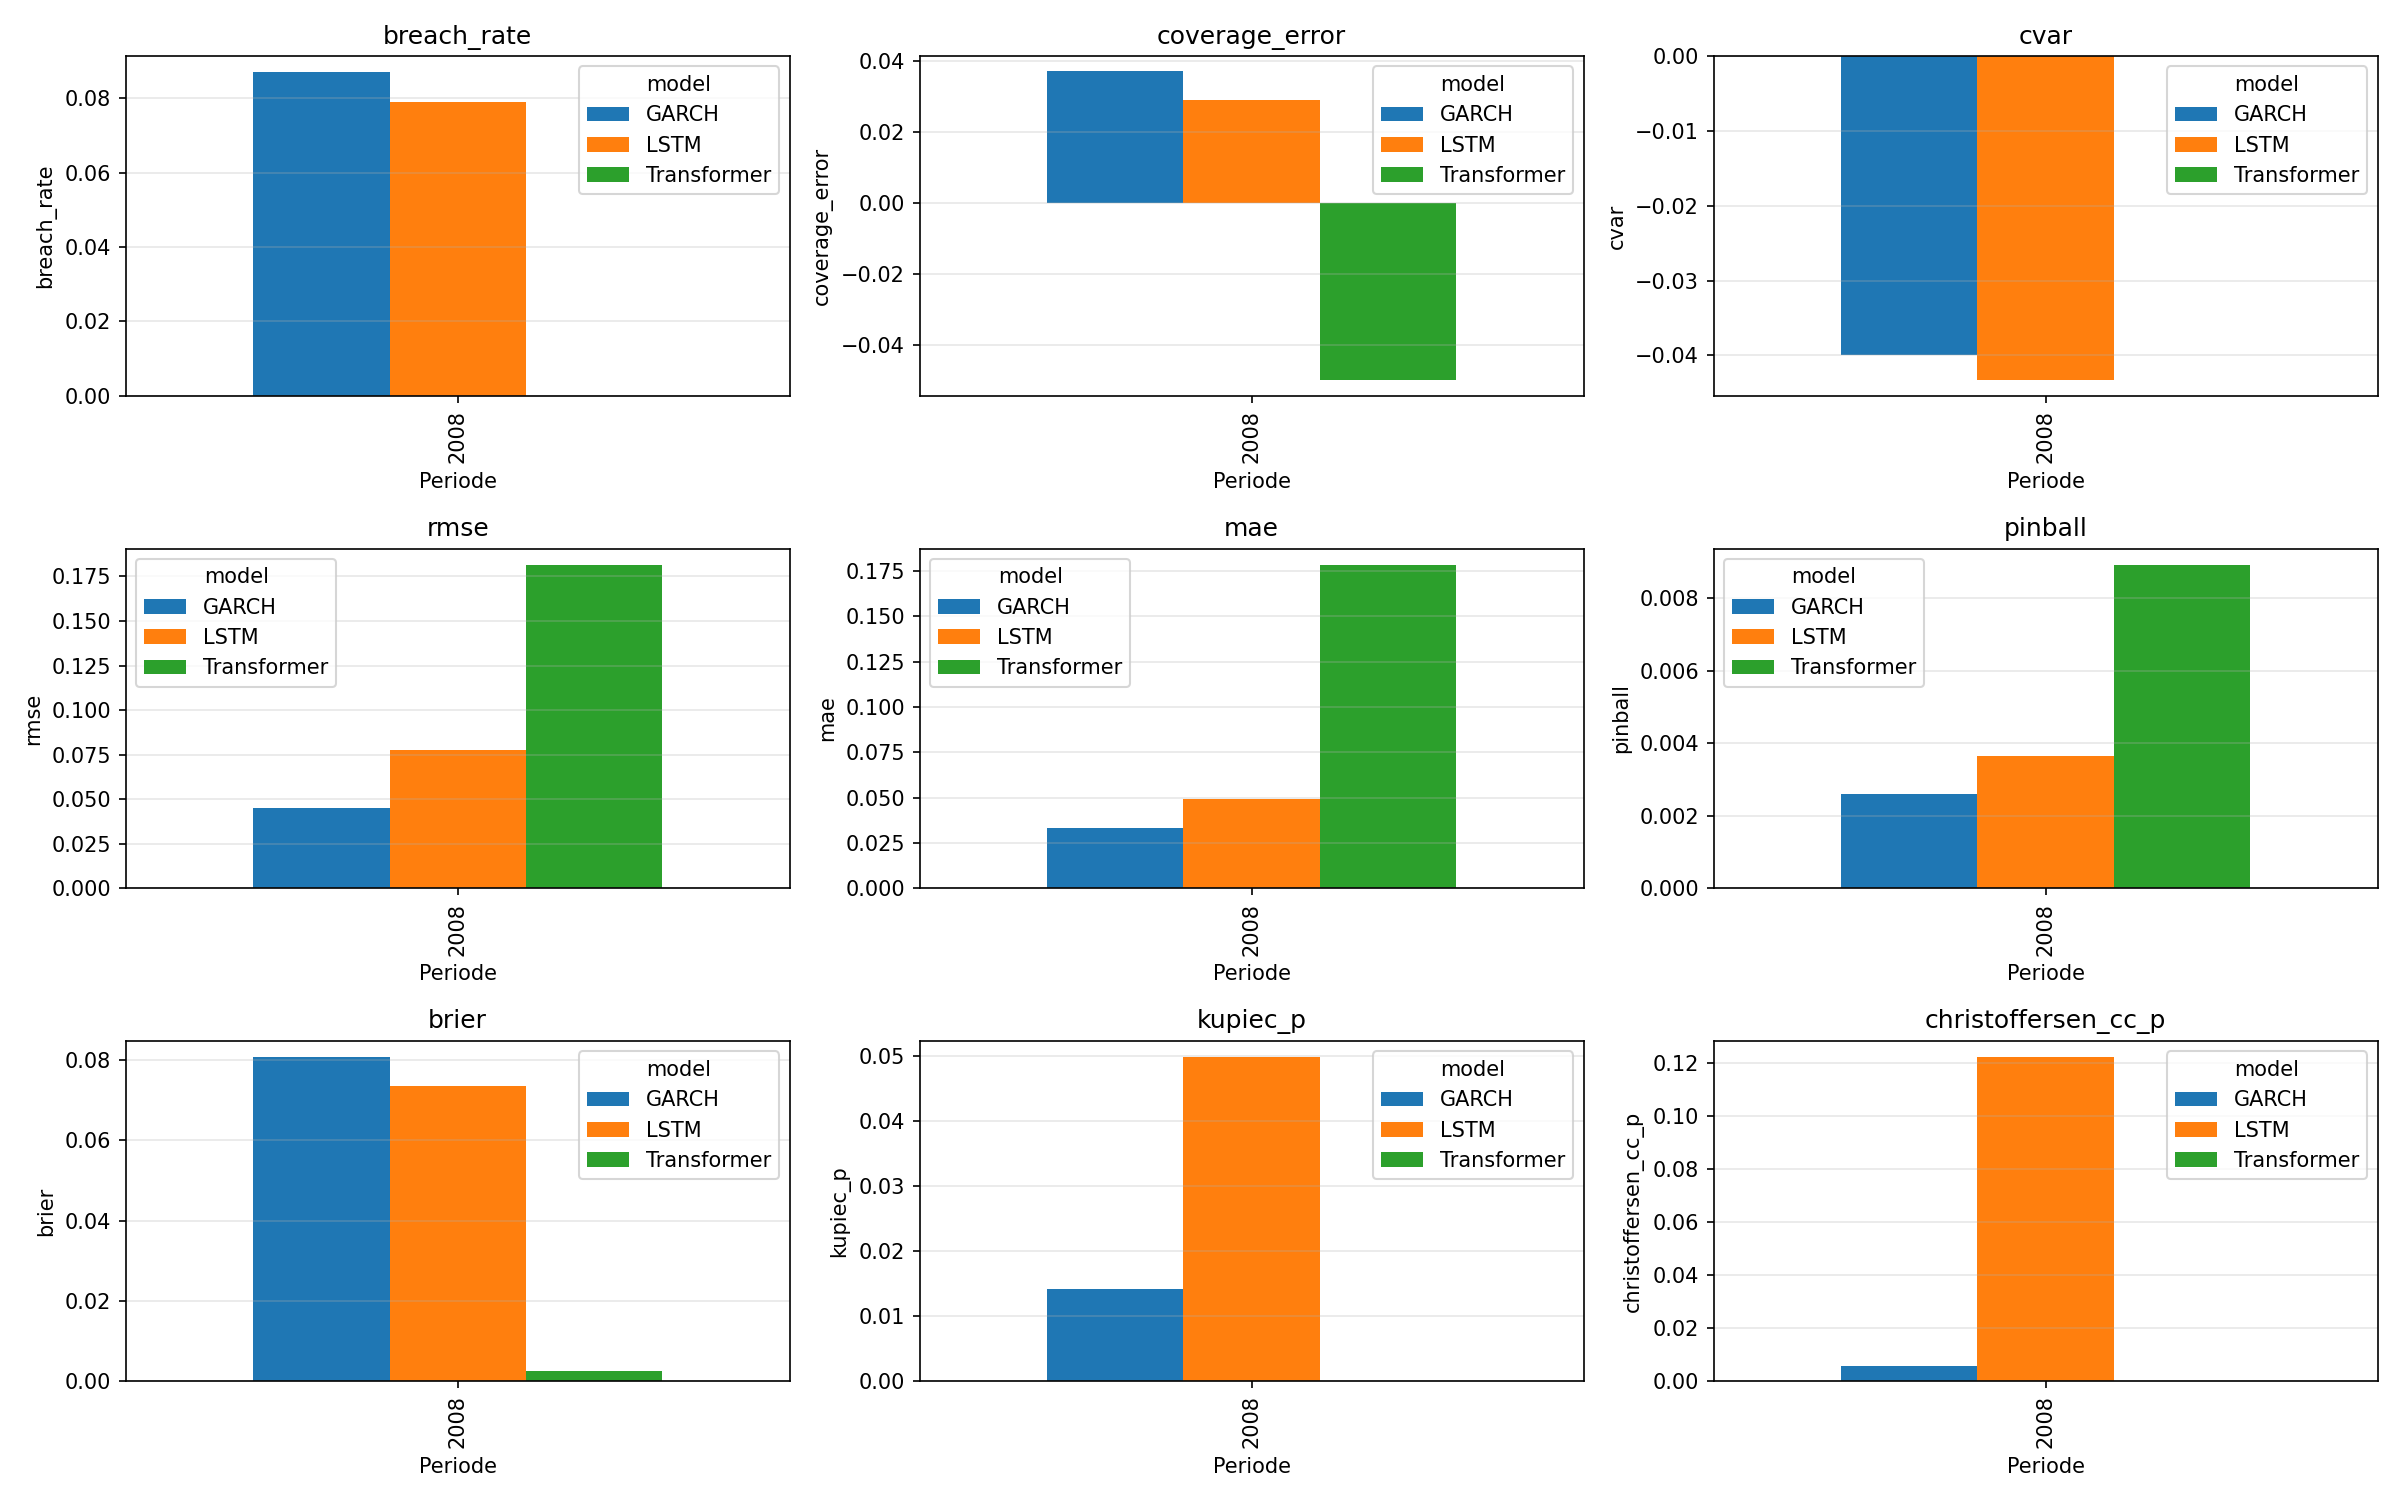 breach_rate
breach_rate
0.08
0.06
0.04
0.02
0.00
model
GARCH
LSTM
Transformer
2008
Periode
coverage_error
coverage_error
0.04
0.02
0.00
−0.02
−0.04
model
GARCH
LSTM
Transformer
2008
Periode
cvar
cvar
0.00
−0.01
−0.02
−0.03
−0.04
model
GARCH
LSTM
Transformer
2008
Periode
rmse
rmse
0.175
0.150
0.125
0.100
0.075
0.050
0.025
0.000
model
GARCH
LSTM
Transformer
2008
Periode
mae
mae
0.175
0.150
0.125
0.100
0.075
0.050
0.025
0.000
model
GARCH
LSTM
Transformer
2008
Periode
pinball
pinball
0.008
0.006
0.004
0.002
0.000
model
GARCH
LSTM
Transformer
2008
Periode
brier
brier
0.08
0.06
0.04
0.02
0.00
model
GARCH
LSTM
Transformer
2008
Periode
kupiec_p
kupiec_p
0.05
0.04
0.03
0.02
0.01
0.00
model
GARCH
LSTM
Transformer
2008
Periode
christoffersen_cc_p
christoffersen_cc_p
0.12
0.10
0.08
0.06
0.04
0.02
0.00
model
GARCH
LSTM
Transformer
2008
Periode